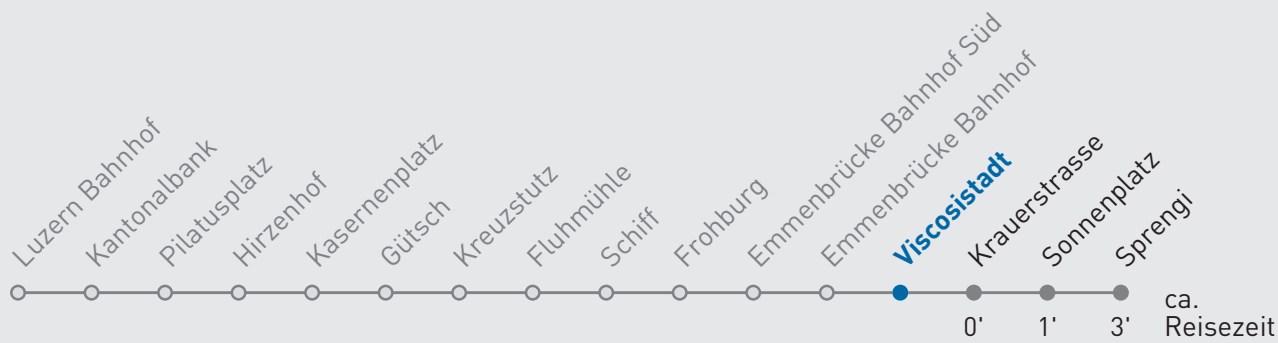 Luzern Bahnhof
Kantonalbank
Pilatusplatz
Hirzenhof
Kasernenplatz
Gütsch
Kreuzstutz
Fluhmühle
Schiff
Frohburg
Emmenbrücke Bahnhof Süd
Emmenbrücke Bahnhof
Viscosistadt
Krauerstrasse
Sonnenplatz
Sprengi
ca.
0' 1' 3' Reisezeit